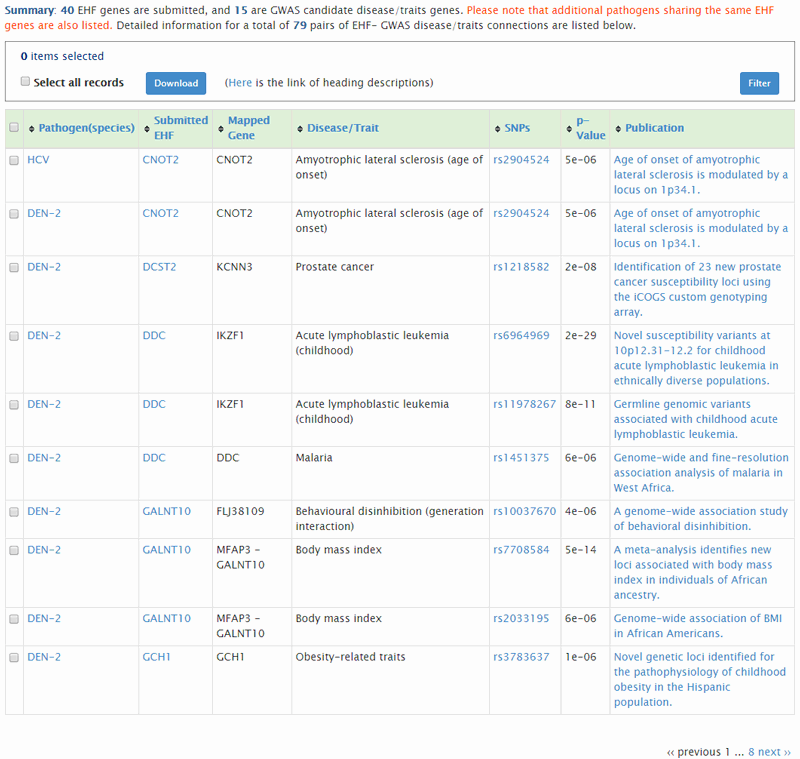 Summary: 40 EHF genes are submitted, and 15 are GWAS candidate disease/traits genes. Please note that additional pathogens sharing the same EHF
genes are also listed. Detailed information for a total of 79 pairs of EHF- GWAS disease/traits connections are listed below.
0 items selected
Select all records Download (Here is the link of heading descriptions) Filter
Pathogen(species) Submitted EHF Mapped Gene Disease/Trait SNPs p-Value Publication
HCV CNOT2 CNOT2 Amyotrophic lateral sclerosis (age of rs2904524 5e-06 Age of onset of amyotrophic
onset) lateral sclerosis is modulated by a
locus on 1p34.1.
DEN-2 CNOT2 CNOT2 Amyotrophic lateral sclerosis (age of rs2904524 5e-06 Age of onset of amyotrophic
onset) lateral sclerosis is modulated by a
locus on 1p34.1.
DEN-2 DCST2 KCNN3 Prostate cancer rs1218582 2e-08 Identification of 23 new prostate
cancer susceptibility loci using
the iCOGS custom genotyping
array.
DEN-2 DDC IKZF1 Acute lymphoblastic leukemia rs6964969 2e-29 Novel susceptibility variants at
(childhood) 10p12.31-12.2 for childhood
acute lymphoblastic leukemia in
ethnically diverse populations.
DEN-2 DDC IKZF1 Acute lymphoblastic leukemia rs11978267 8e-11 Germline genomic variants
(childhood) associated with childhood acute
lymphoblastic leukemia.
DEN-2 DDC DDC Malaria rs1451375 6e-06 Genome-wide and fine-resolution
association analysis of malaria in
West Africa.
DEN-2 GALNT10 FLJ38109 Behavioural disinhibition (generation rs10037670 4e-06 A genome-wide association study
interaction) of behavioral disinhibition.
DEN-2 GALNT10 MFAP3 - Body mass index rs7708584 5e-14 A meta-analysis identifies new
GALNT10 loci associated with body mass
index in individuals of African
ancestry.
DEN-2 GALNT10 MFAP3 - Body mass index rs2033195 6e-06 Genome-wide association of BMI
GALNT10 in African Americans.
DEN-2 GCH1 GCH1 Obesity-related traits rs3783637 1e-06 Novel genetic loci identified for
the pathophysiology of childhood
obesity in the Hispanic
population.
‹‹ previous 1 ... 8 next ››